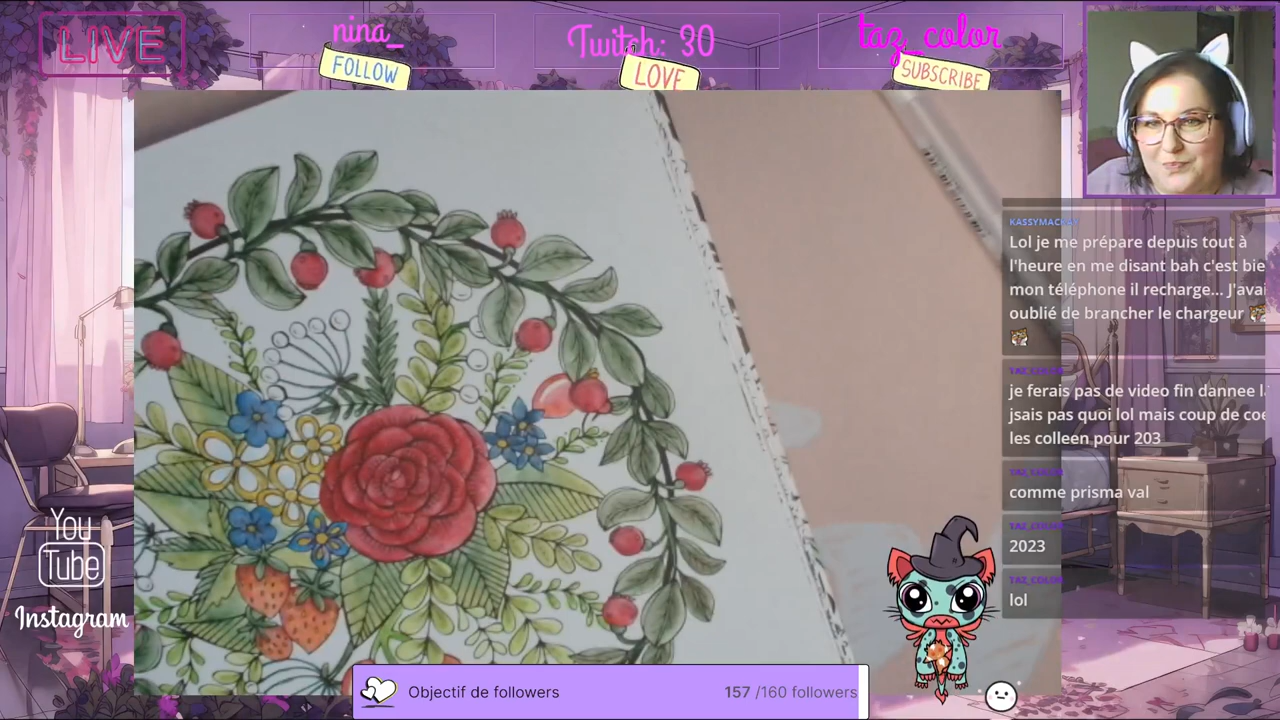 LIVE
nina_
FOLLOW
Twitch: 30
LOVE
taz_color
SUBSCRIBE
Lol je me prépare depuis tout à
l'heure en me disant bah c'est bie
mon téléphone il recharge... J'avai
oublié de brancher le chargeur
je ferais pas de video fin dannee l
jsais pas quoi lol mais coup de coe
les colleen pour 203
comme prisma val
2023
lol
You
Tube
Instagram
Objectif de followers
157 /160 followers